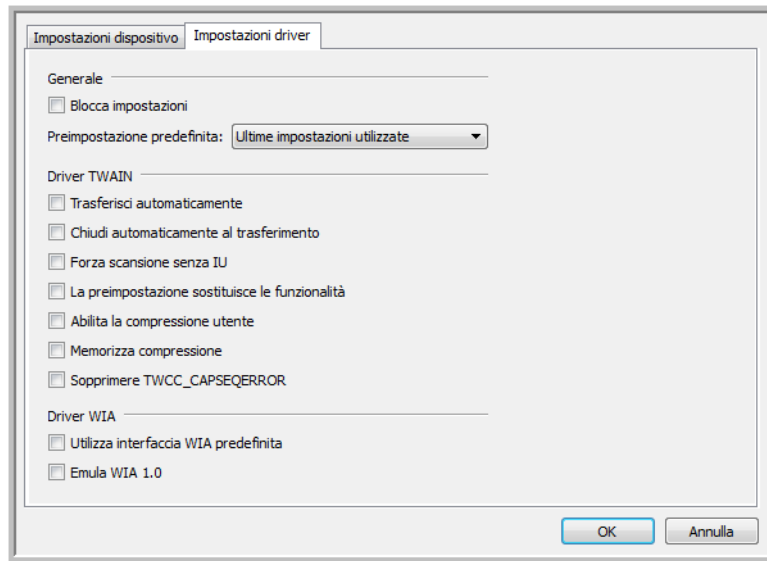 Impostazioni dispositivo Impostazioni driver
Generale
Blocca impostazioni
Preimpostazione predefinita: Ultime impostazioni utilizzate
Driver TWAIN
Trasferisci automaticamente
Chiudi automaticamente al trasferimento
Forza scansione senza IU
La preimpostazione sostituisce le funzionalità
Abilita la compressione utente
Memorizza compressione
Sopprimere TWCC_CAPSEQERROR
Driver WIA
Utilizza interfaccia WIA predefinita
Emula WIA 1.0
OK Annulla